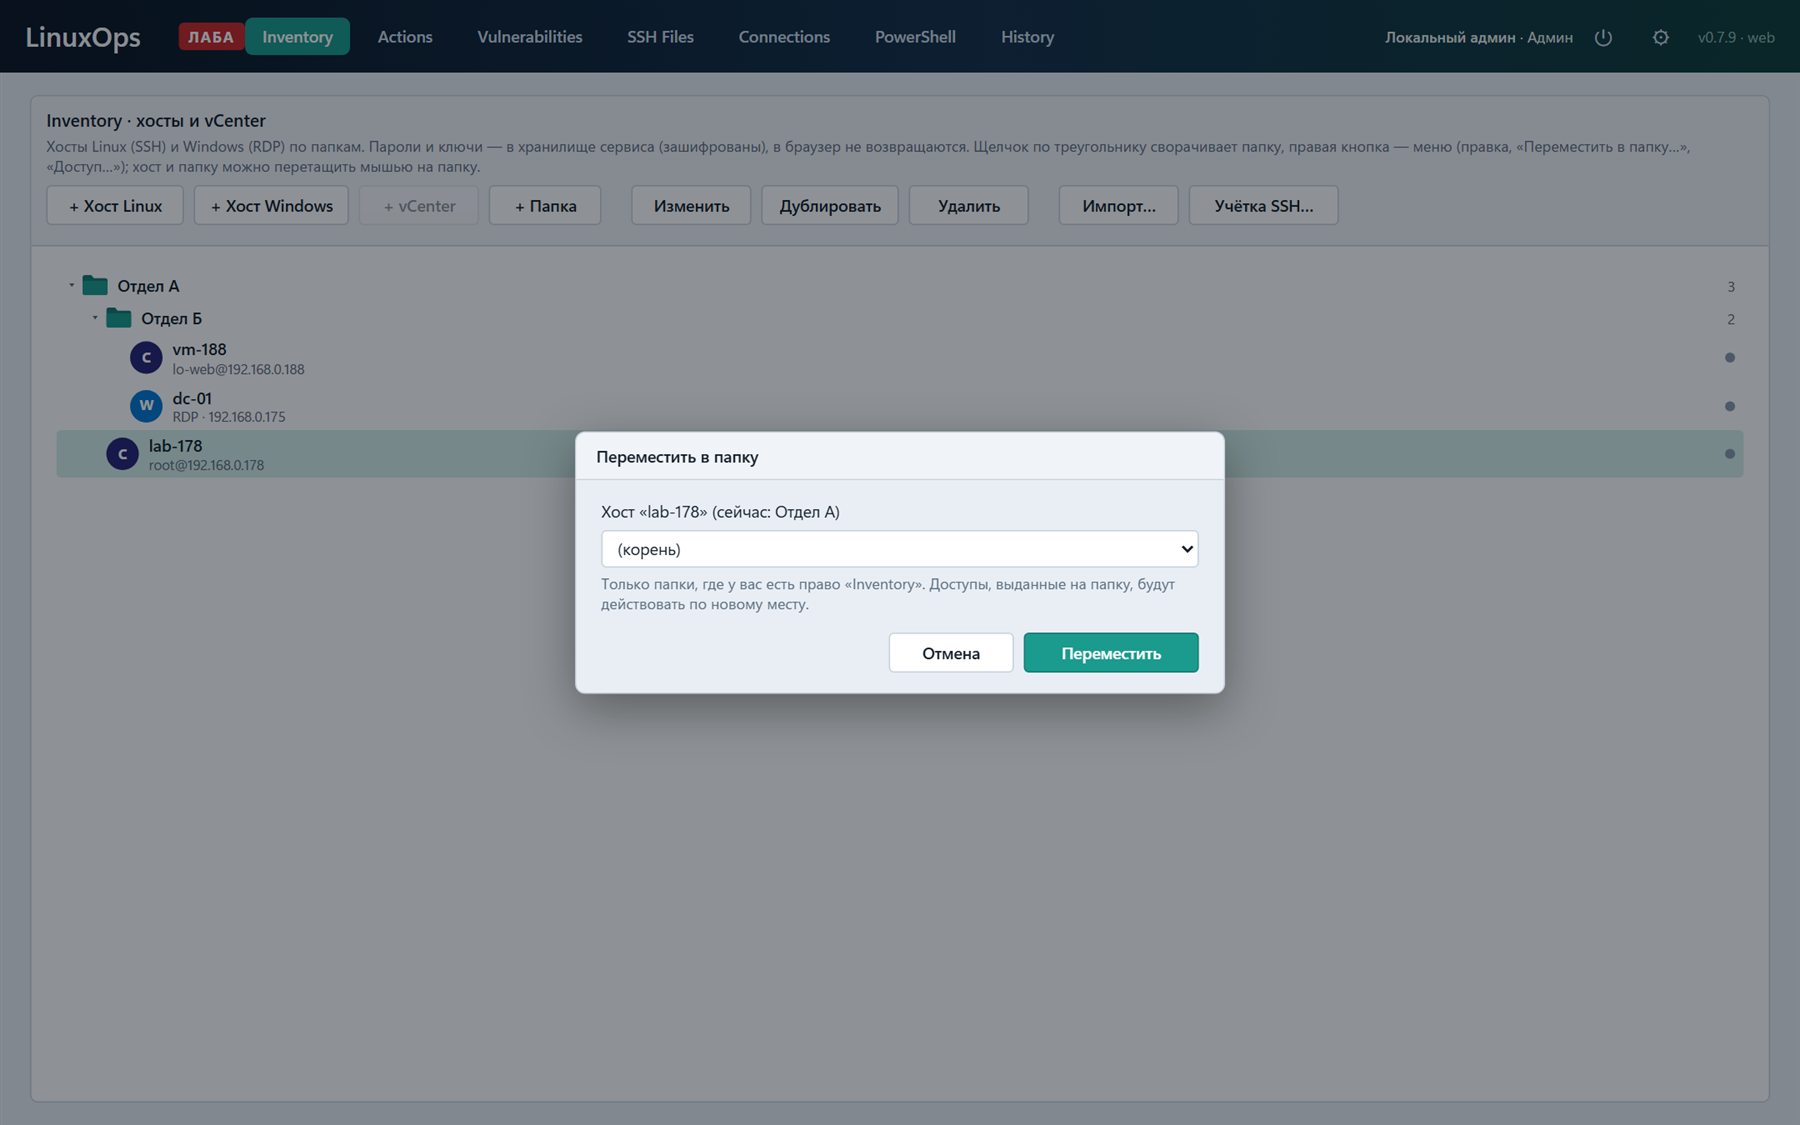 LinuxOps ЛАБА Inventory Actions Vulnerabilities SSH Files Connections PowerShell History Локальный админ · Админ v0.7.9 · web
Inventory · хосты и vCenter
Хосты Linux (SSH) и Windows (RDP) по папкам. Пароли и ключи — в хранилище сервиса (зашифрованы), в браузер не возвращаются. Щелчок по треугольнику сворачивает папку, правая кнопка — меню (правка, «Переместить в папку...»,
«Доступ...»); хост и папку можно перетащить мышью на папку.
+ Хост Linux + Хост Windows + vCenter + Папка Изменить Дублировать Удалить Импорт... Учётка SSH...
Отдел А 3
Отдел Б 2
C vm-188
lo-web@192.168.0.188
W dc-01
RDP · 192.168.0.175
C lab-178
root@192.168.0.178
Переместить в папку
Хост «lab-178» (сейчас: Отдел А)
(корень)
Только папки, где у вас есть право «Inventory». Доступы, выданные на папку, будут
действовать по новому месту.
Отмена Переместить